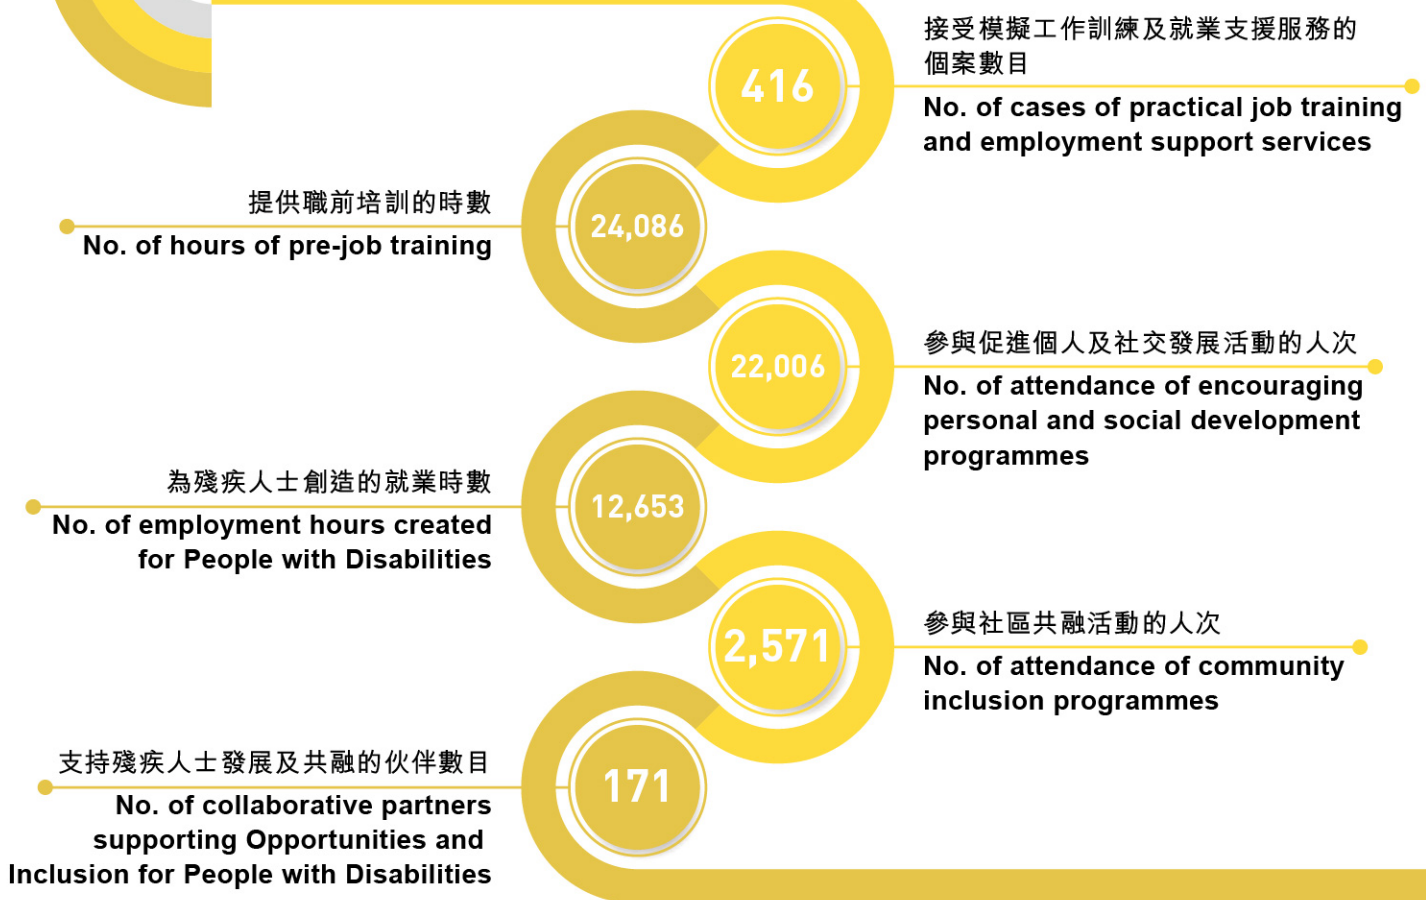 416
接受模擬工作訓練及就業支援服務的
個案數目
No. of cases of practical job training
and employment support services
提供職前培訓的時數
No. of hours of pre-job training
24,086
22,006
參與促進個人及社交發展活動的人次
No. of attendance of encouraging
personal and social development
programmes
為殘疾人士創造的就業時數
No. of employment hours created
for People with Disabilities
12,653
2,571
參與社區共融活動的人次
No. of attendance of community
inclusion programmes
支持殘疾人士發展及共融的伙伴數目
No. of collaborative partners
supporting Opportunities and
Inclusion for People with Disabilities
171